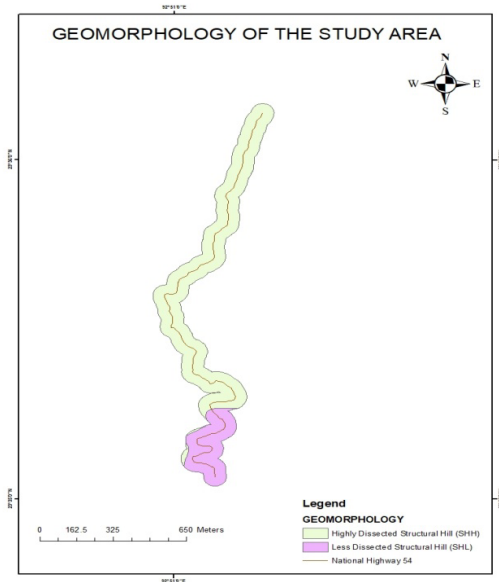 GEOMORPHOLOGY OF THE STUDY AREA
N
W E
S
0 162.5 325 650 Meters
Legend
GEOMORPHOLOGY
Highly Dissected Structural Hill (SHH)
Less Dissected Structural Hill (SHL)
National Highway 54